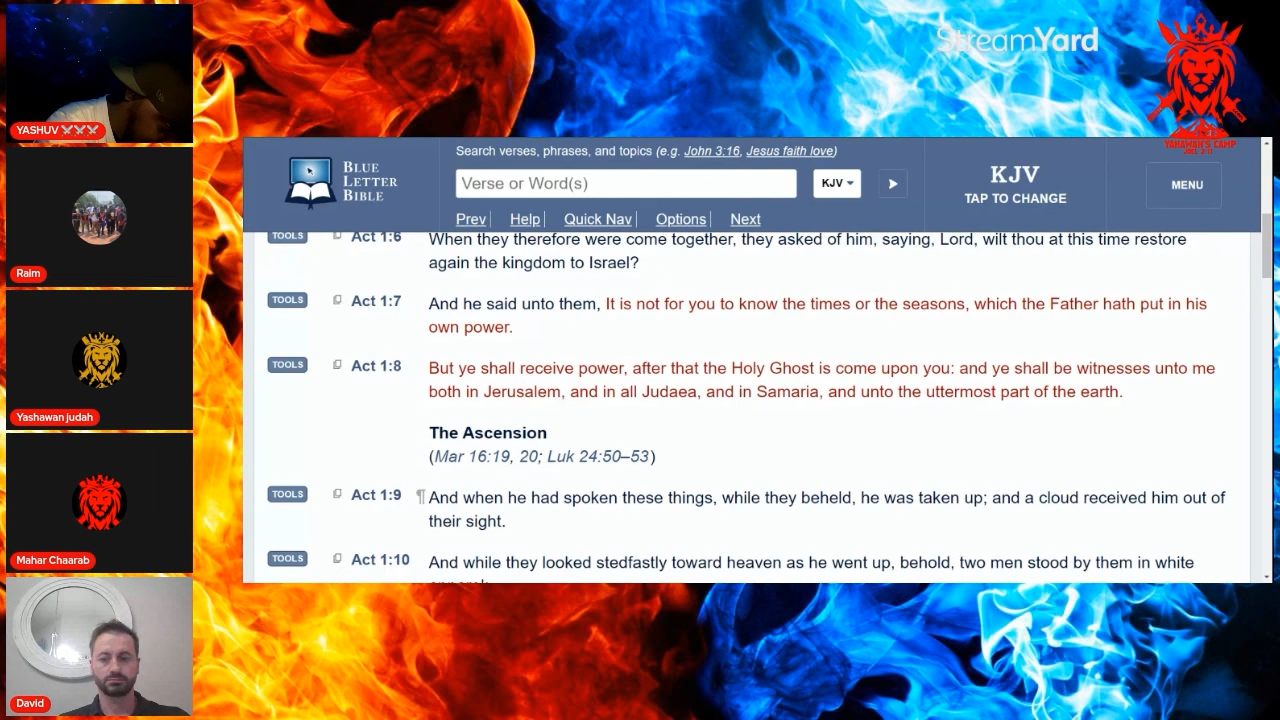 StreamYard
YAHAWAH'S CAMP
YASHUV
Raim
Yashawan judah
Mahar Chaarab
David
BLUE
LETTER
BIBLE
Search verses, phrases, and topics (e.g. John 3:16, Jesus faith love)
Verse or Word(s)
KJV
Prev Help Quick Nav Options Next
KJV
TAP TO CHANGE
MENU
TOOLS Act 1:6 When they therefore were come together, they asked of him, saying, Lord, wilt thou at this time restore
again the kingdom to Israel?
TOOLS Act 1:7 And he said unto them, It is not for you to know the times or the seasons, which the Father hath put in his
own power.
TOOLS Act 1:8 But ye shall receive power, after that the Holy Ghost is come upon you: and ye shall be witnesses unto me
both in Jerusalem, and in all Judaea, and in Samaria, and unto the uttermost part of the earth.
The Ascension
(Mar 16:19, 20; Luk 24:50–53)
TOOLS Act 1:9 ¶ And when he had spoken these things, while they beheld, he was taken up; and a cloud received him out of
their sight.
TOOLS Act 1:10 And while they looked stedfastly toward heaven as he went up, behold, two men stood by them in white